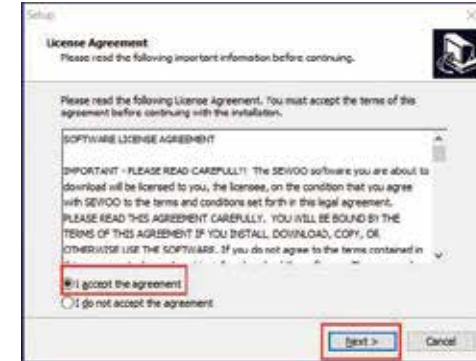 Setup
License Agreement
Please read the following important information before continuing.
Please read the following License Agreement. You must accept the terms of this
agreement before continuing with the installation.
SOFTWARE LICENSE AGREEMENT
IMPORTANT - PLEASE READ CAREFULLY! The SEWOO software you are about to
download will be licensed to you, the licensee, on the condition that you agree
with SEWOO to the terms and conditions set forth in this legal agreement.
PLEASE READ THIS AGREEMENT CAREFULLY. YOU WILL BE BOUND BY THE
TERMS OF THIS AGREEMENT IF YOU INSTALL, DOWNLOAD, COPY, OR
OTHERWISE USE THE SOFTWARE. If you do not agree to the terms contained in
I accept the agreement
I do not accept the agreement
Next > Cancel